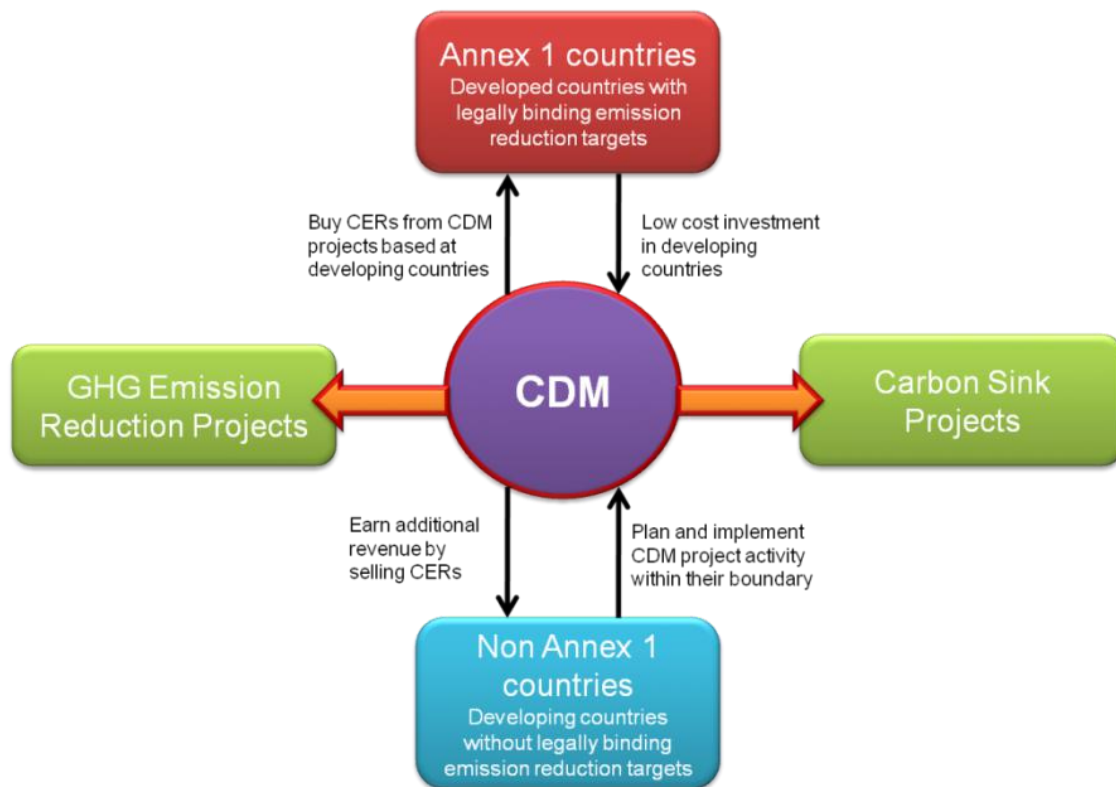 Annex 1 countries
Developed countries with
legally binding emission
reduction targets
Buy CERs from CDM
projects based at
developing countries
Low cost investment
in developing
countries
GHG Emission
Reduction Projects
CDM
Carbon Sink
Projects
Earn additional
revenue by
selling CERs
Plan and implement
CDM project activity
within their boundary
Non Annex 1
countries
Developing countries
without legally binding
emission reduction targets